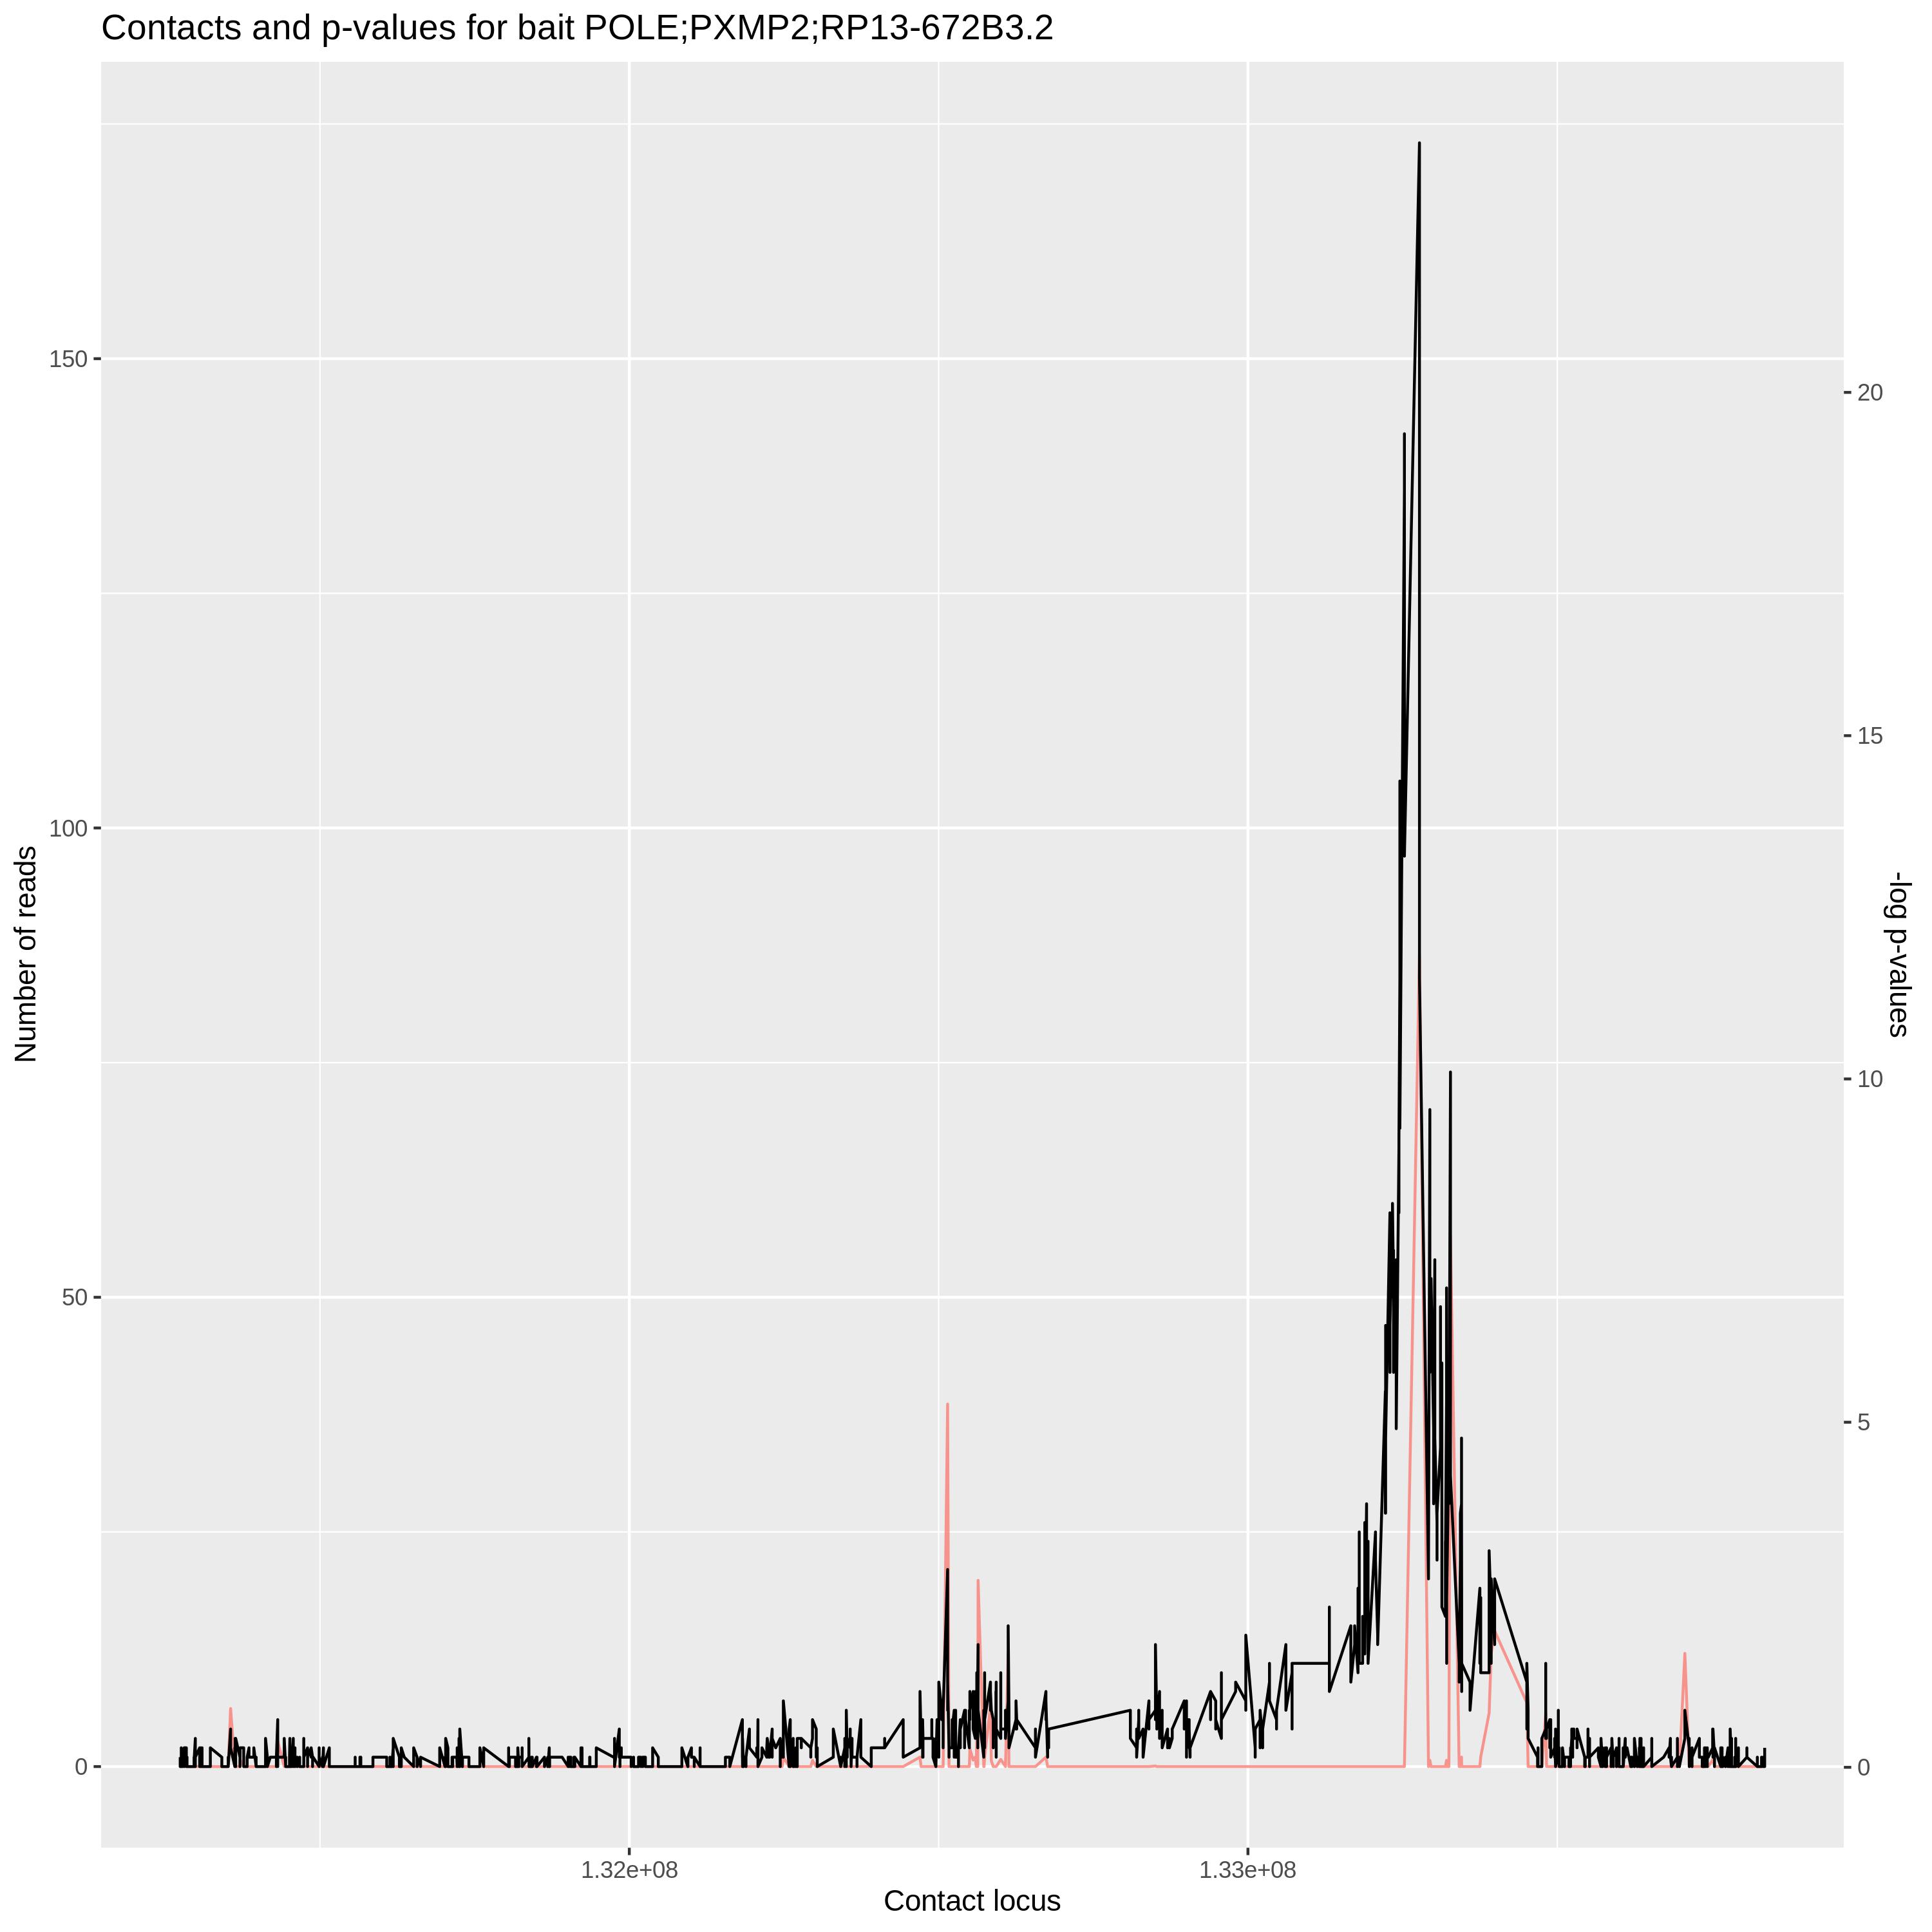 Contacts and p-values for bait POLE;PXMP2;RP13-672B3.2
Number of reads
150
100
50
0
20
15
10
5
0
-log p-values
1.32e+08
1.33e+08
Contact locus